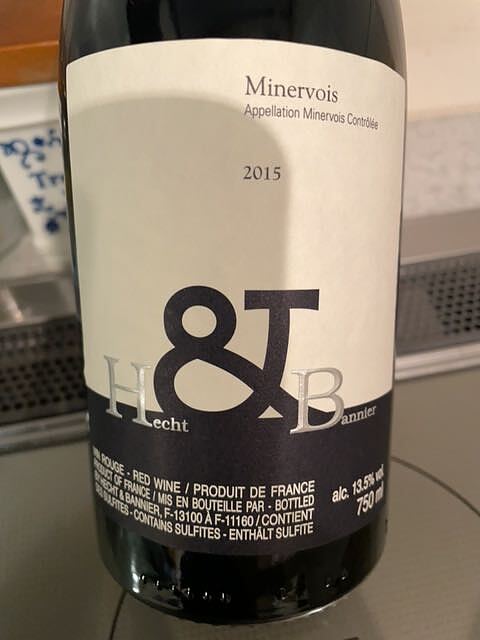 Minervois
Appellation Minervois Contrôlée
2015
&
Hecht Bannier
VIN ROUGE - RED WINE / PRODUIT DE FRANCE
PRODUCT OF FRANCE / MIS EN BOUTEILLE PAR - BOTTLED
BY HECHT & BANNIER, F-13100 À F-11160 / CONTIENT
DES SULFITES - CONTAINS SULFITES - ENTHÄLT SULFITE
alc. 13.5% vol.
750 ml